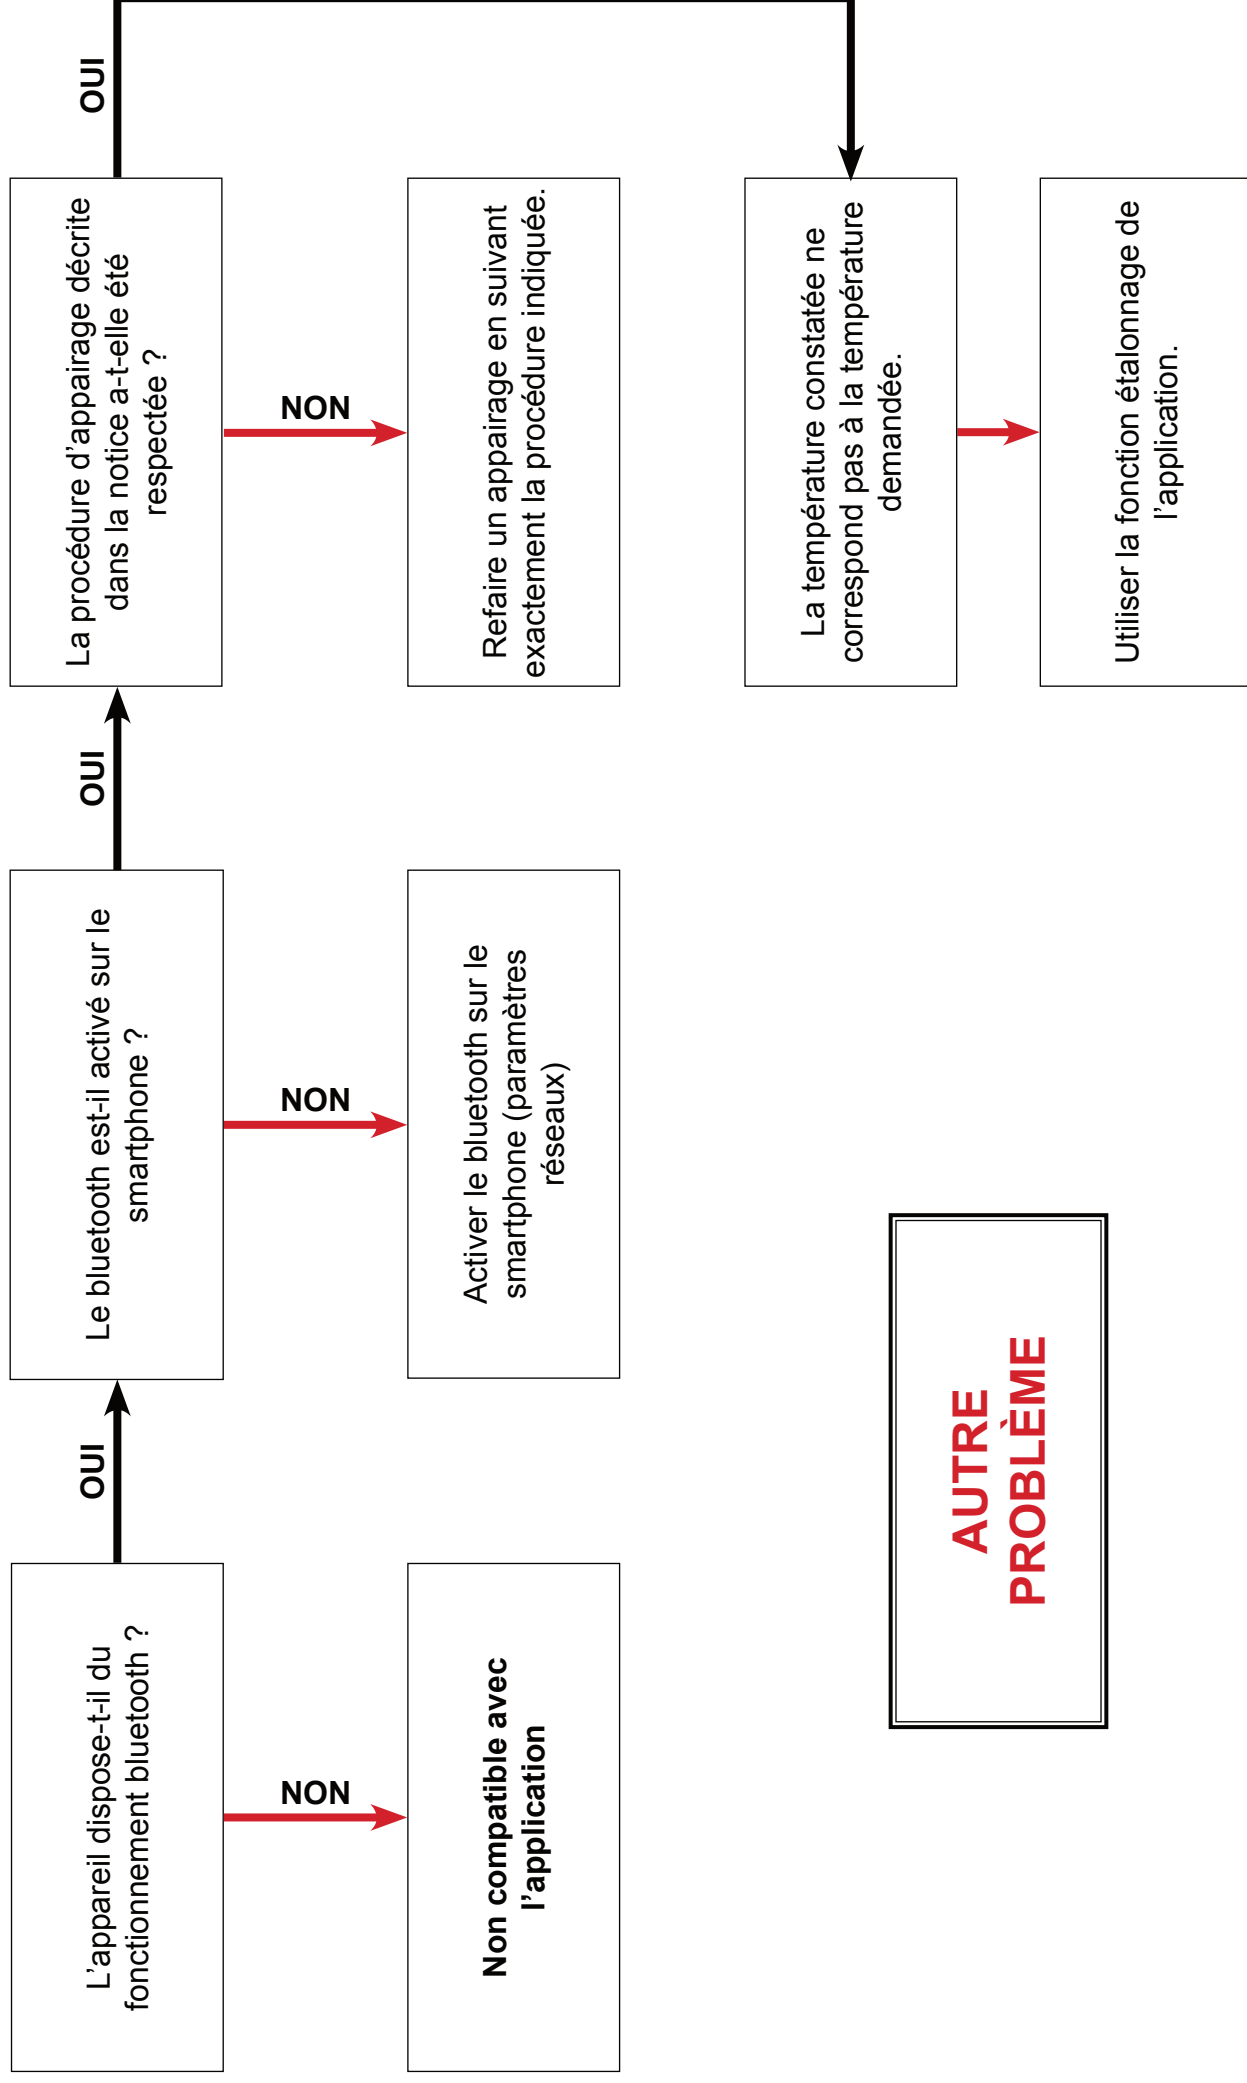 L'appareil dispose-t-il du
fonctionnement bluetooth ?
OUI
Le bluetooth est-il activé sur le
smartphone ?
OUI
La procédure d'appairage décrite
dans la notice a-t-elle été
respectée ?
OUI
NON
NON
NON
Non compatible avec
l'application
Activer le bluetooth sur le
smartphone (paramètres
réseaux)
Refaire un appairage en suivant
exactement la procédure indiquée.
La température constatée ne
correspond pas à la température
demandée.
AUTRE
PROBLÈME
Utiliser la fonction étalonnage de
l'application.